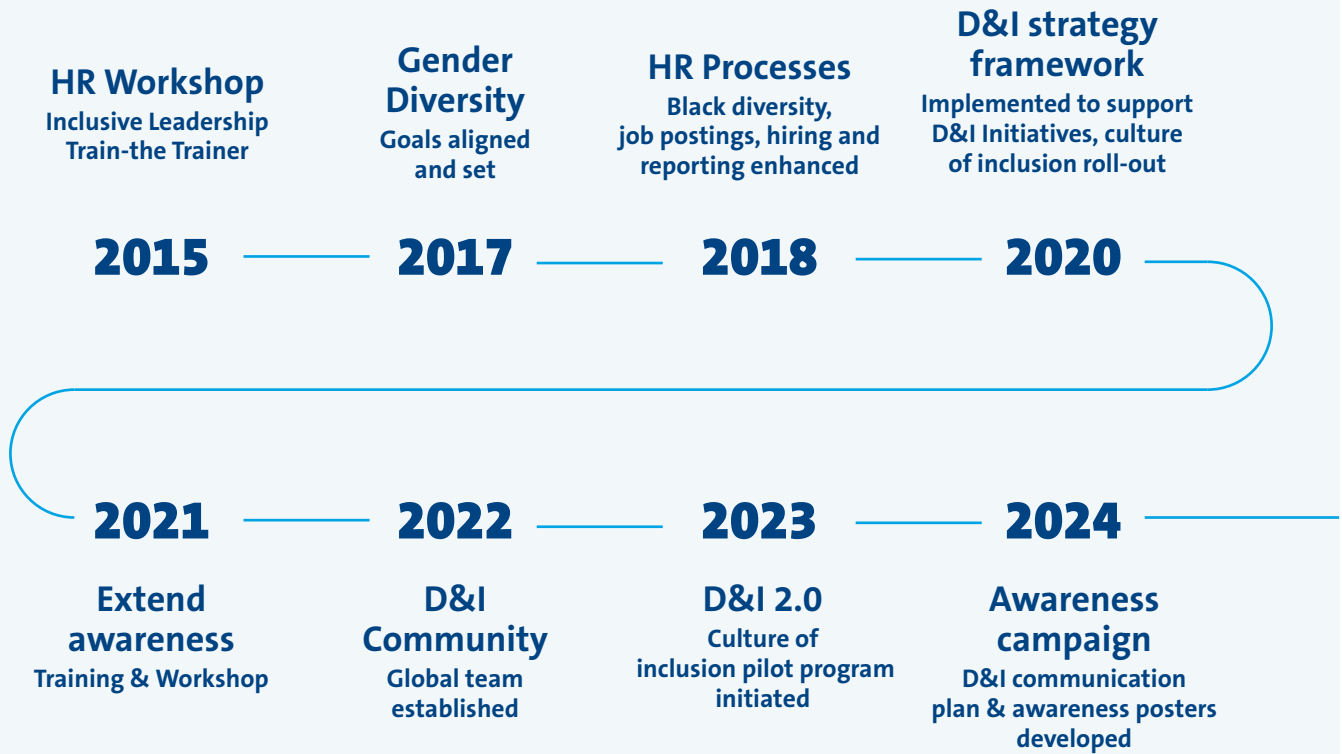 HR Workshop
Inclusive Leadership
Train-the Trainer
Gender
Diversity
Goals aligned
and set
HR Processes
Black diversity,
job postings, hiring and
reporting enhanced
D&I strategy
framework
Implemented to support
D&I Initiatives, culture
of inclusion roll-out
2015
2017
2018
2020
2021
2022
2023
2024
Extend
awareness
Training & Workshop
D&I
Community
Global team
established
D&I 2.0
Culture of
inclusion pilot program
initiated
Awareness
campaign
D&I communication
plan & awareness posters
developed